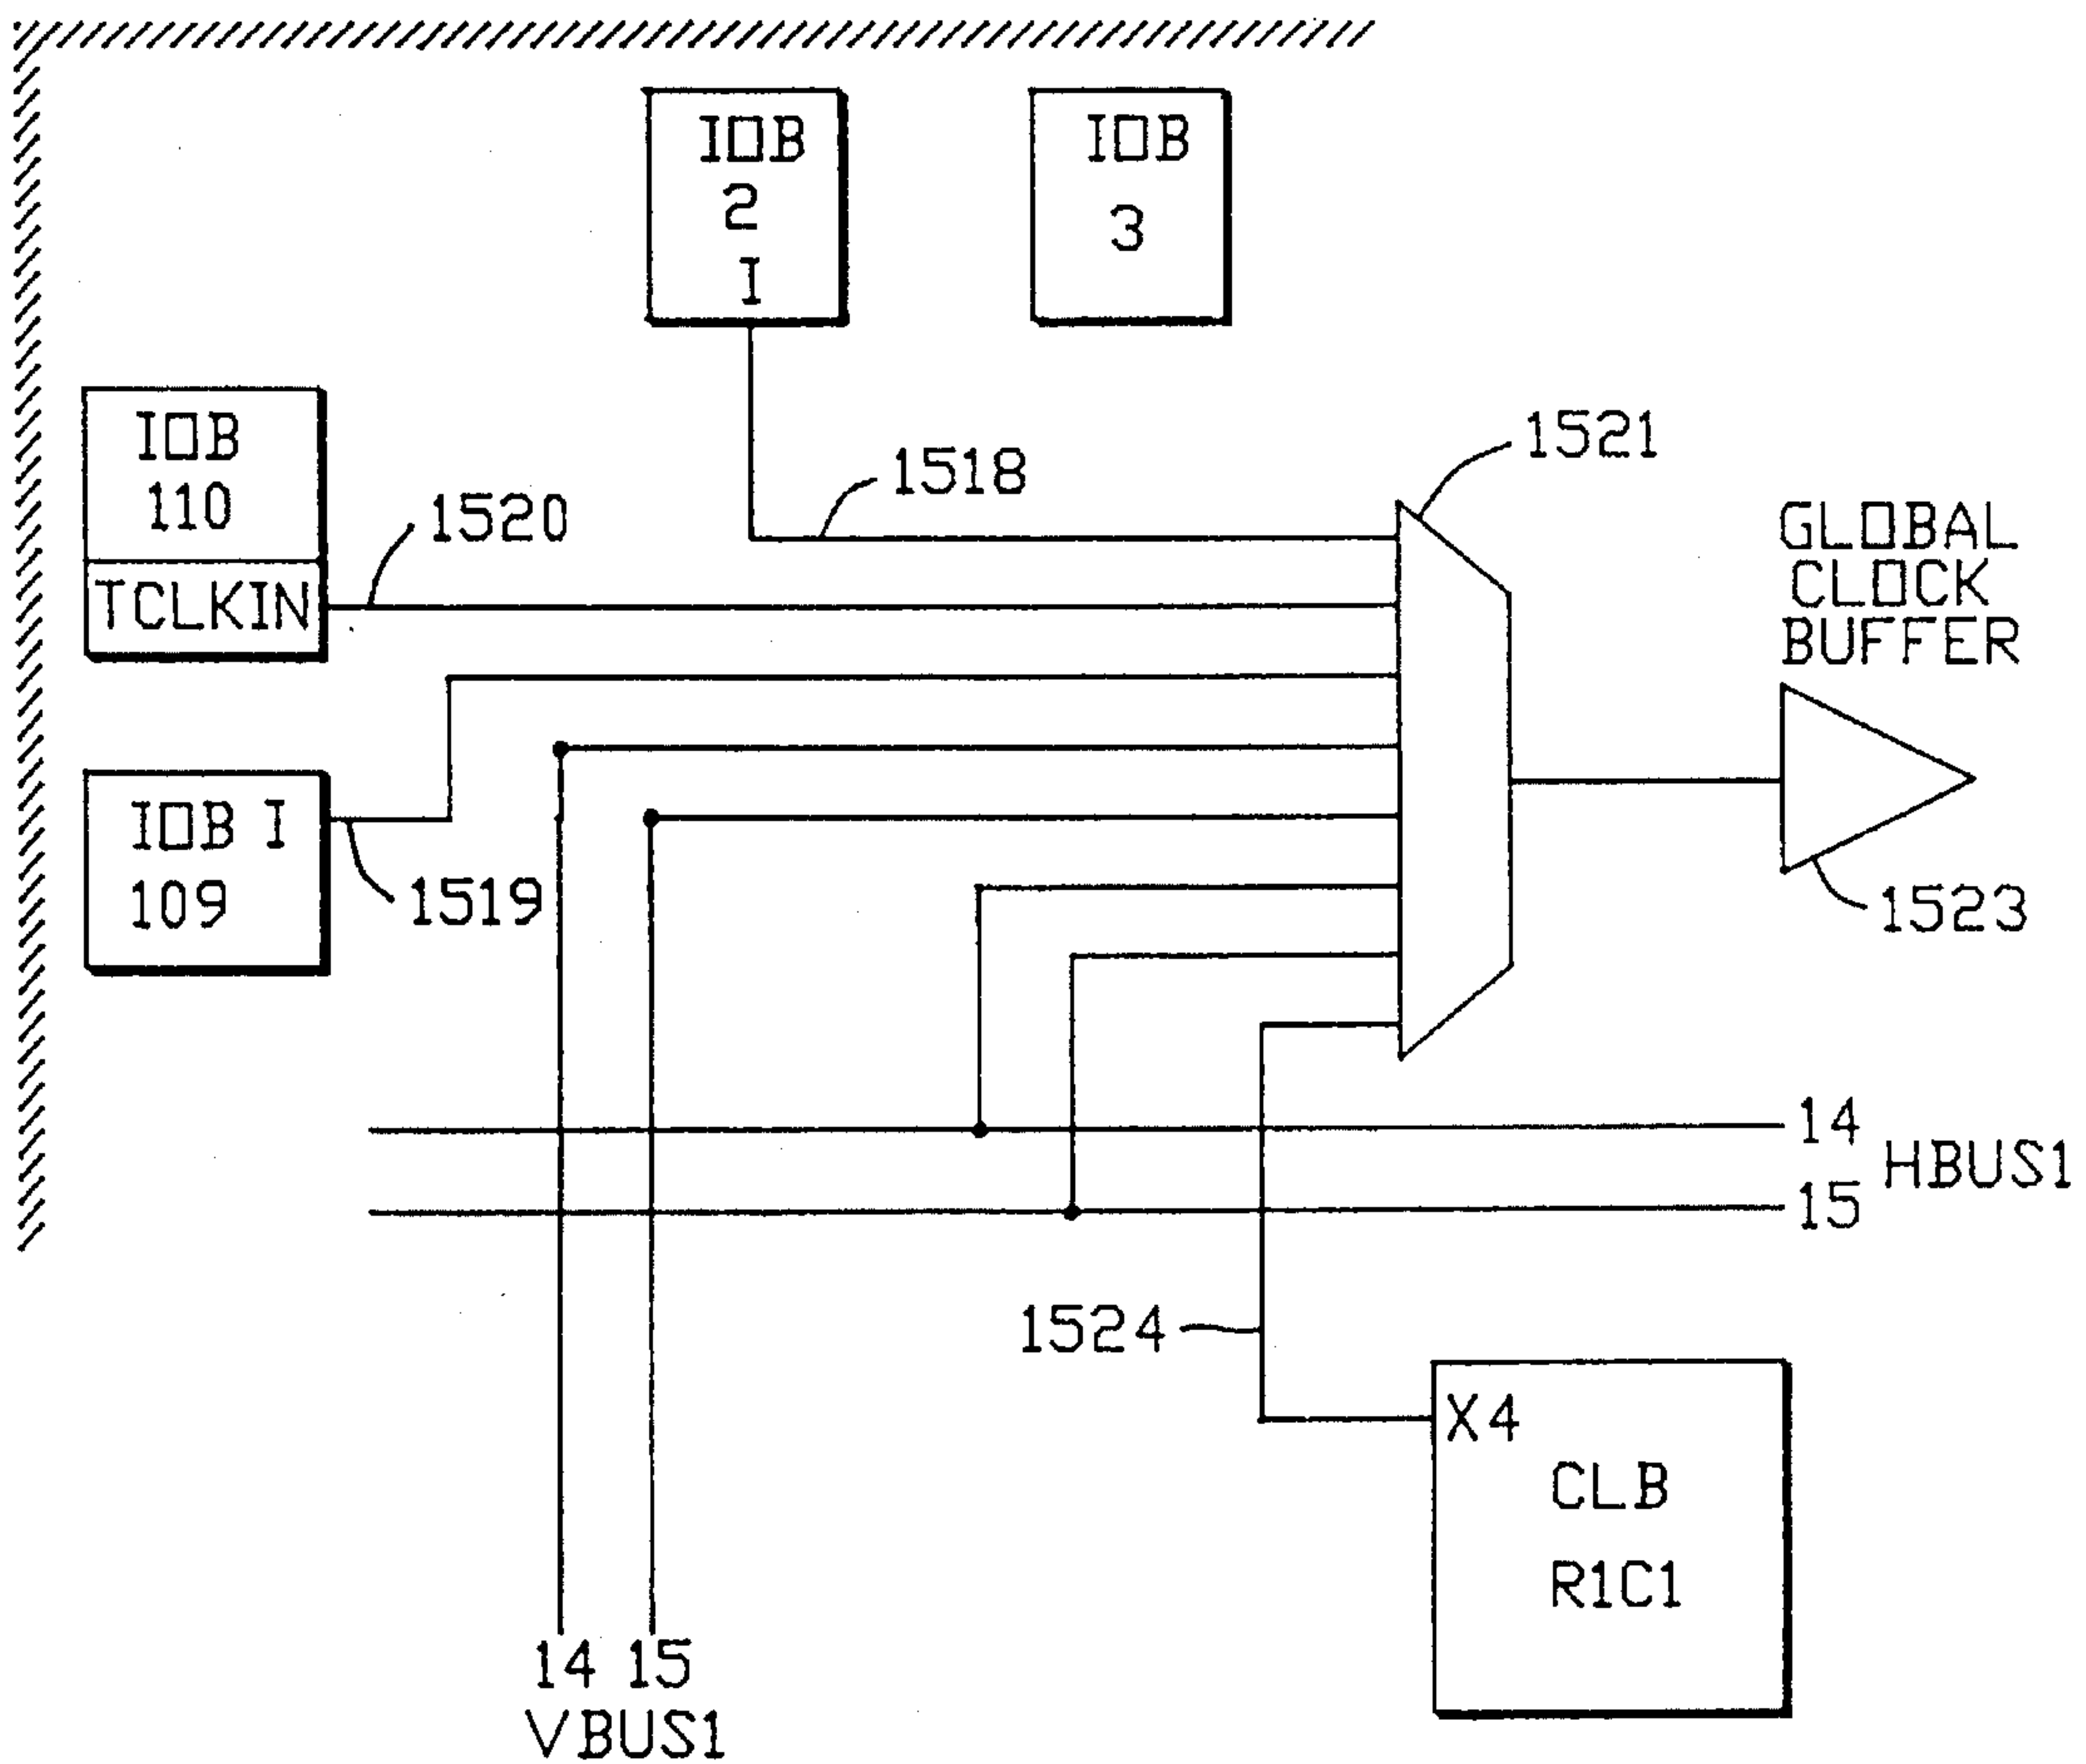 IOB
2
I
IOB
3
IOB
110
TCLKIN
1520
1518
1521
GLOBAL
CLOCK
BUFFER
IOB I
109
1519
1523
14
HBUS1
15
1524
X4
CLB
R1C1
14 15
VBUS1